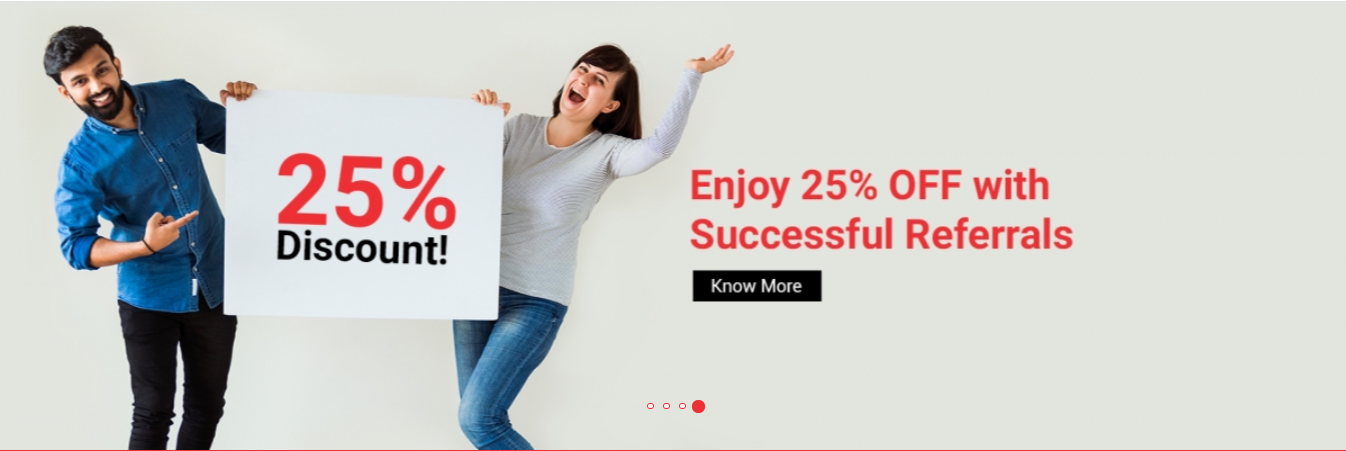 25%
Discount!
Enjoy 25% OFF with
Successful Referrals
Know More